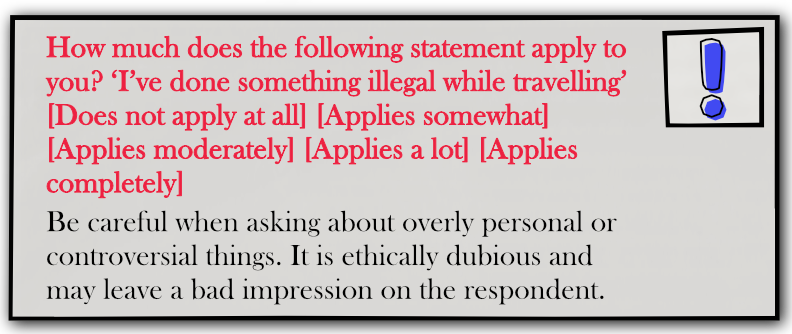 How much does the following statement apply to
you? ‘I’ve done something illegal while travelling’
[Does not apply at all] [Applies somewhat]
[Applies moderately] [Applies a lot] [Applies
completely]
Be careful when asking about overly personal or
controversial things. It is ethically dubious and
may leave a bad impression on the respondent.